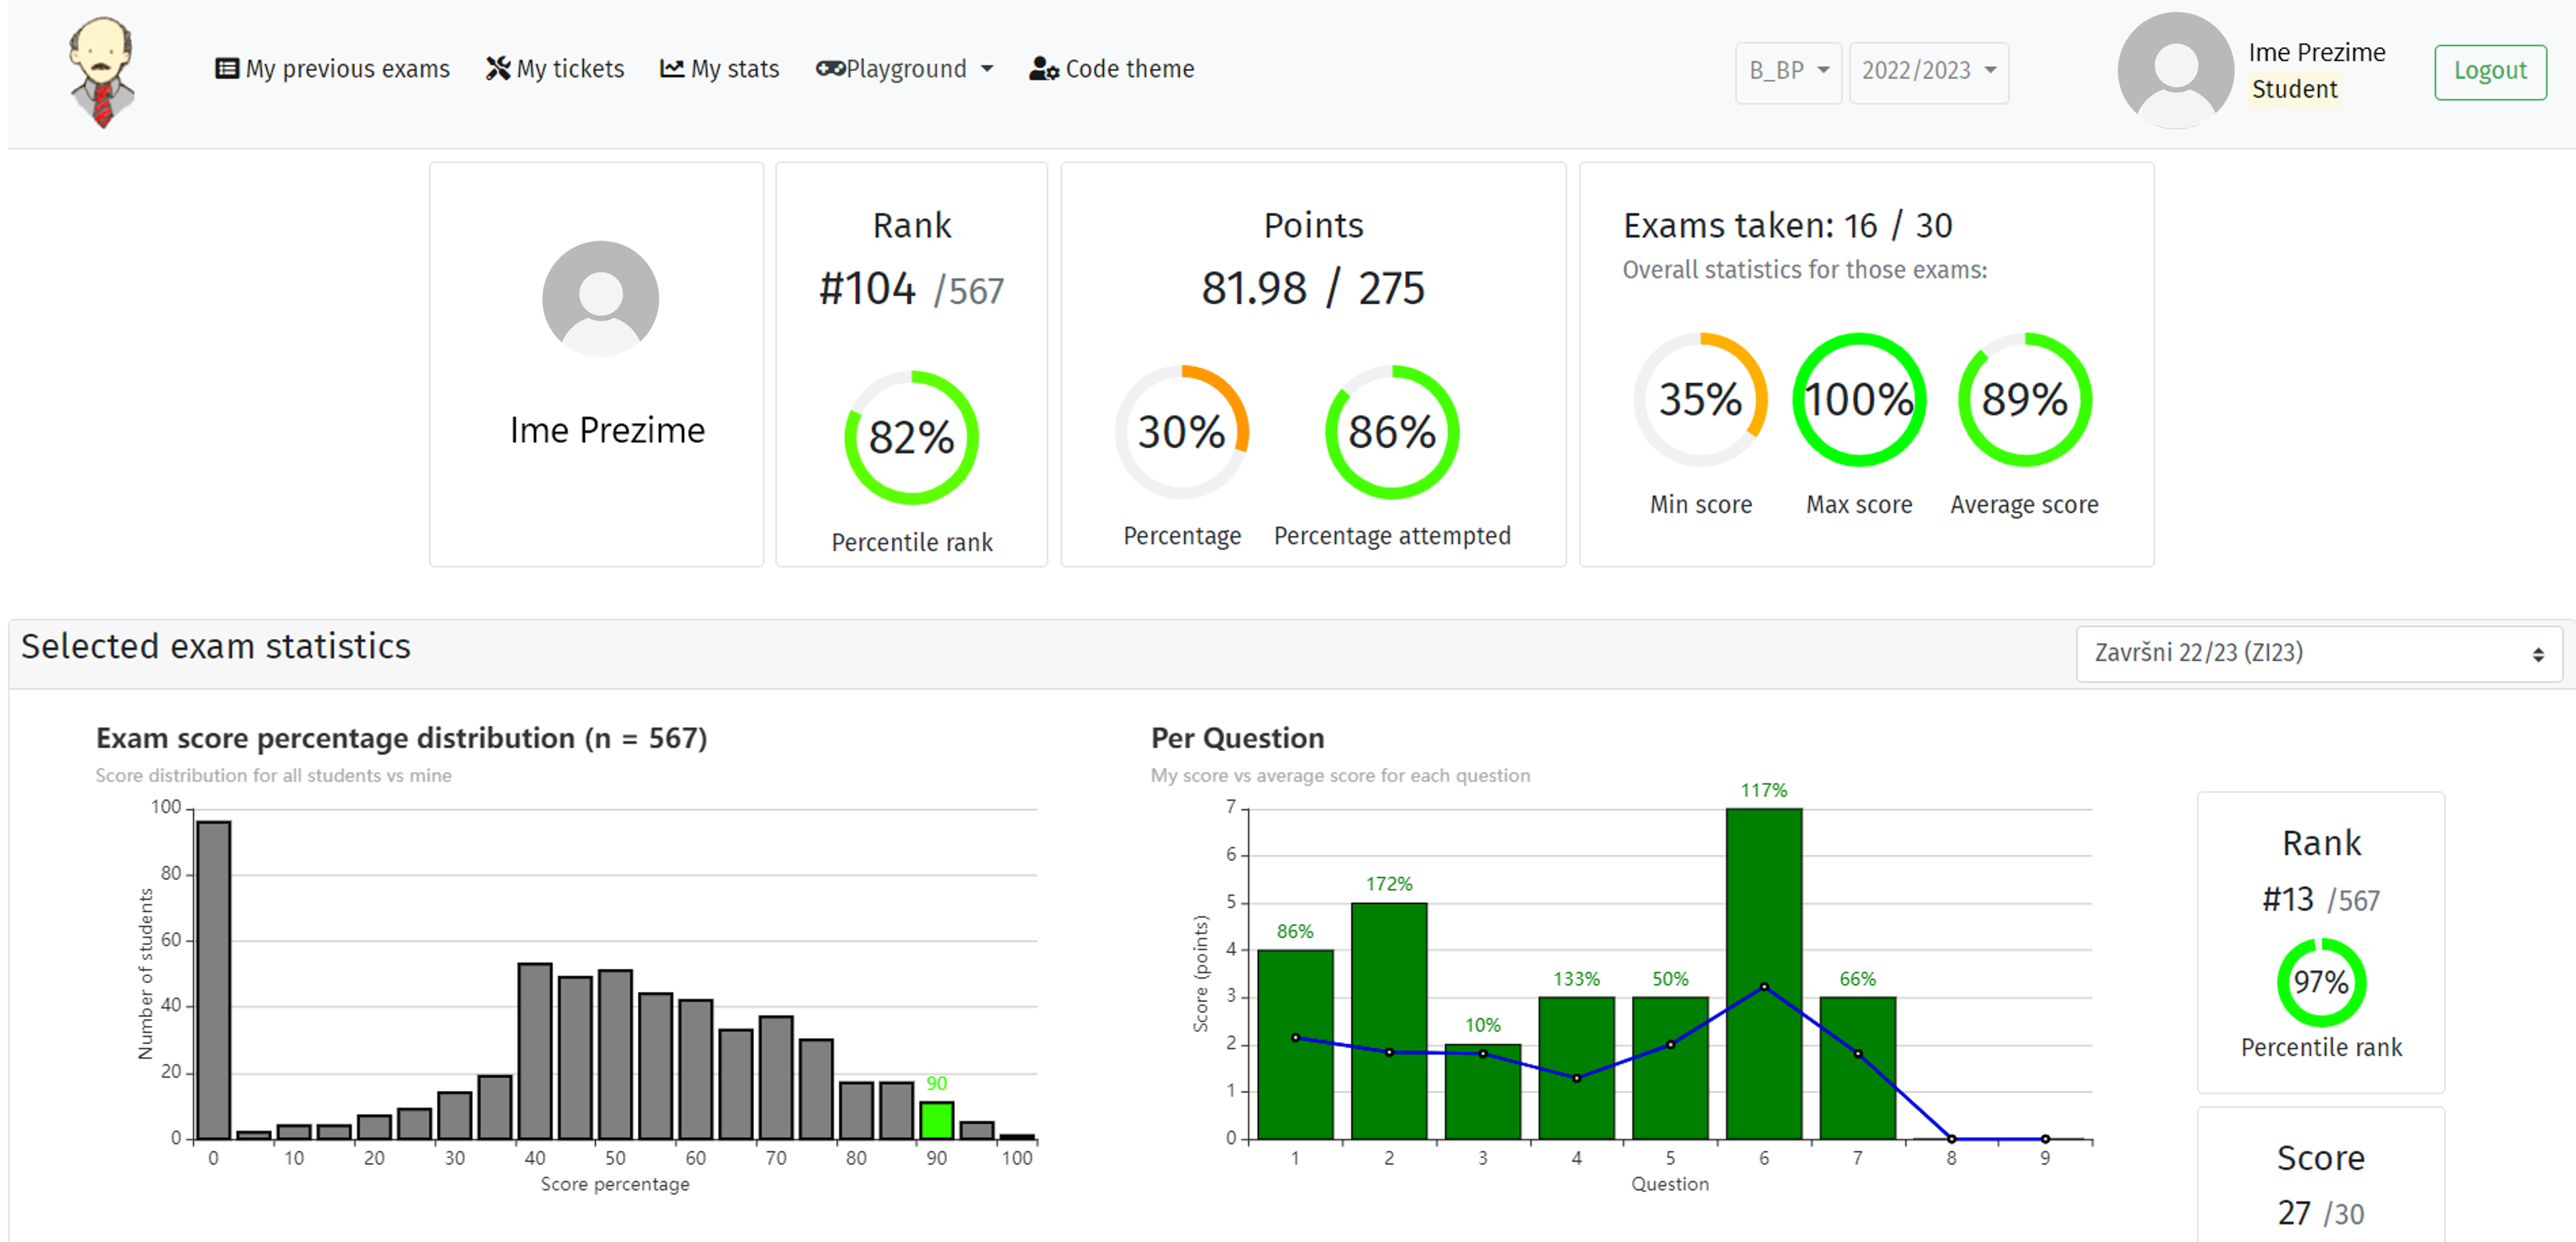 My previous exams My tickets My stats Playground Code theme B_BP 2022/2023 Ime Prezime Logout
Student
Ime Prezime
Rank
#104 /567
82%
Percentile rank
Points
81.98 / 275
30% 86%
Percentage Percentage attempted
Exams taken: 16 / 30
Overall statistics for those exams:
35% 100% 89%
Min score Max score Average score
Selected exam statistics Završni 22/23 (ZI23)
Exam score percentage distribution (n = 567)
Score distribution for all students vs mine
Number of students
100
80
60
40
20
0
90
0 10 20 30 40 50 60 70 80 90 100
Score percentage
Per Question
My score vs average score for each question
Score (points)
7
6
5
4
3
2
1
0
86% 172% 10% 133% 50% 117% 66%
1 2 3 4 5 6 7 8 9
Question
Rank
#13 /567
97%
Percentile rank
Score
27 /30